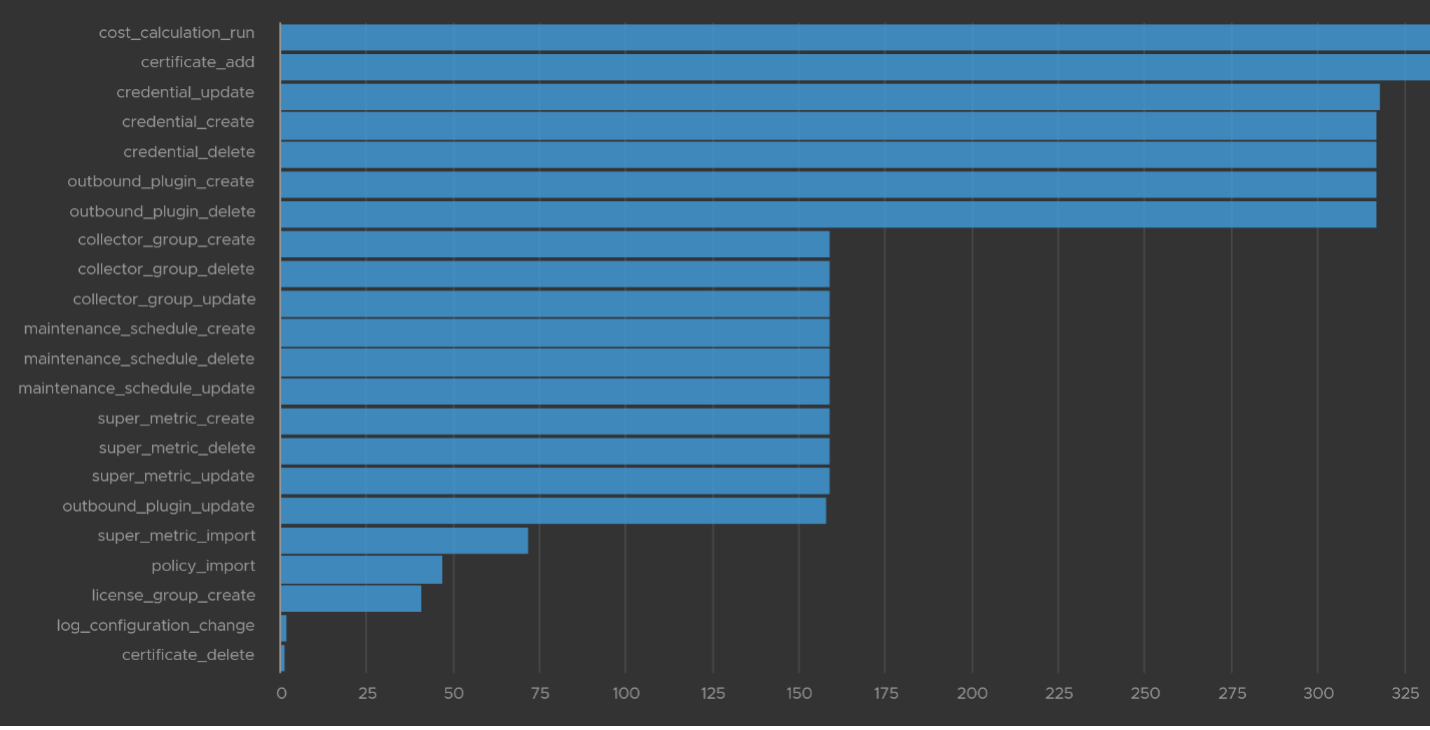 cost_calculation_run
certificate_add
credential_update
credential_create
credential_delete
outbound_plugin_create
outbound_plugin_delete
collector_group_create
collector_group_delete
collector_group_update
maintenance_schedule_create
maintenance_schedule_delete
maintenance_schedule_update
super_metric_create
super_metric_delete
super_metric_update
outbound_plugin_update
super_metric_import
policy_import
license_group_create
log_configuration_change
certificate_delete
0 25 50 75 100 125 150 175 200 225 250 275 300 325